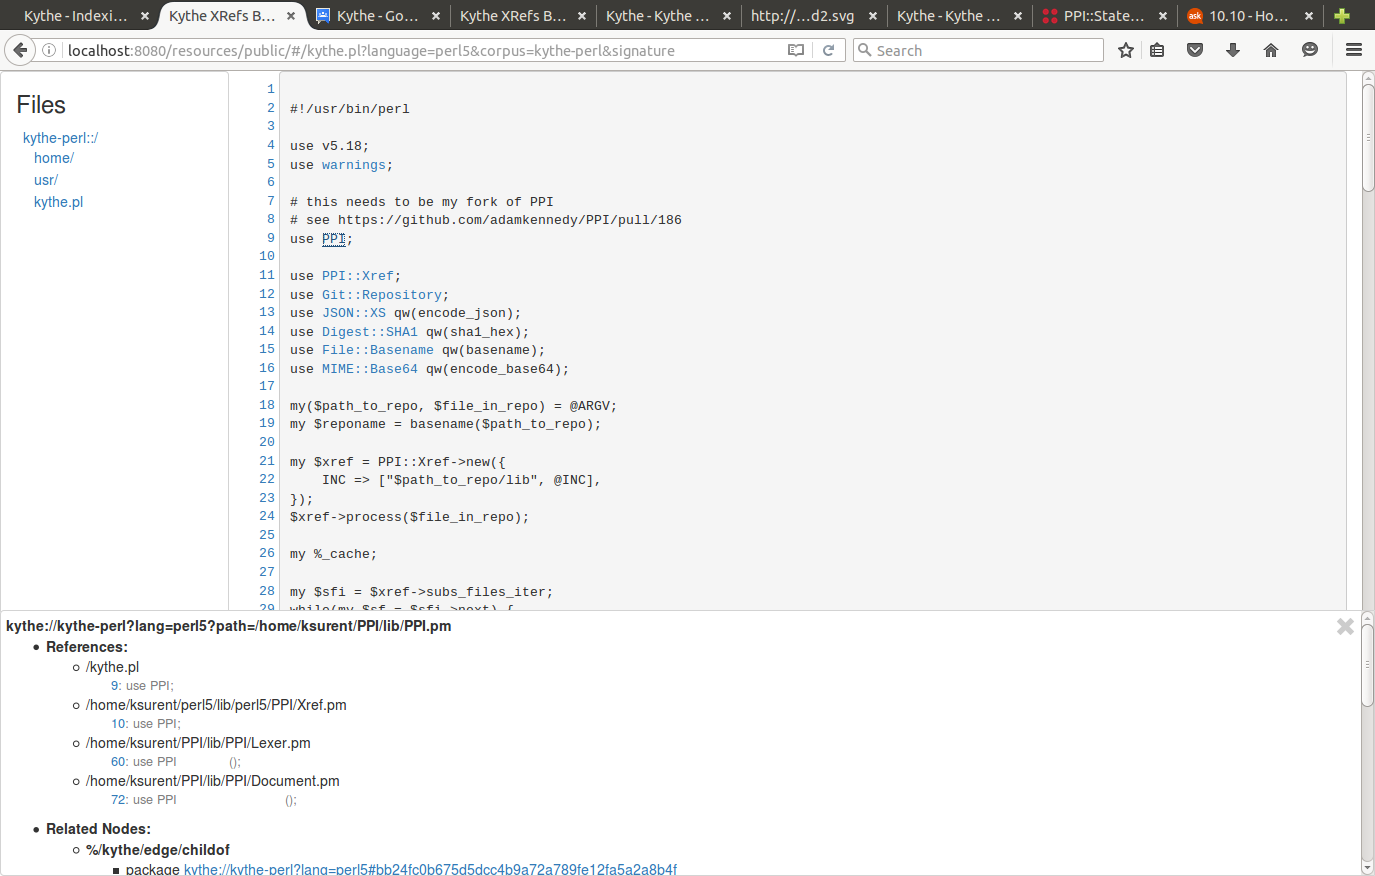 Kythe - Indexi...
Kythe XRefs B...
Kythe - Go...
Kythe XRefs B...
Kythe - Kythe ...
http://...d2.svg
Kythe - Kythe ...
PPI::State...
ask 10.10 - Ho...
localhost:8080/resources/public/#/kythe.pl?language=perl5&corpus=kythe-perl&signature
Search
Files
kythe-perl::/
home/
usr/
kythe.pl
1
2 #!/usr/bin/perl
3
4 use v5.18;
5 use warnings;
6
7 # this needs to be my fork of PPI
8 # see https://github.com/adamkennedy/PPI/pull/186
9 use PPI;
10
11 use PPI::Xref;
12 use Git::Repository;
13 use JSON::XS qw(encode_json);
14 use Digest::SHA1 qw(sha1_hex);
15 use File::Basename qw(basename);
16 use MIME::Base64 qw(encode_base64);
17
18 my($path_to_repo, $file_in_repo) = @ARGV;
19 my $reponame = basename($path_to_repo);
20
21 my $xref = PPI::Xref->new({
22     INC => ["$path_to_repo/lib", @INC],
23 });
24 $xref->process($file_in_repo);
25
26 my %_cache;
27
28 my $sfi = $xref->subs_files_iter;
29 while(my $sf = $sfi->next) {
kythe://kythe-perl?lang=perl5?path=/home/ksurent/PPI/lib/PPI.pm
References:
/kythe.pl
9: use PPI;
/home/ksurent/perl5/lib/perl5/PPI/Xref.pm
10: use PPI;
/home/ksurent/PPI/lib/PPI/Lexer.pm
60: use PPI ();
/home/ksurent/PPI/lib/PPI/Document.pm
72: use PPI ();
Related Nodes:
%/kythe/edge/childof
package kythe://kythe-perl?lang=perl5#bb24fc0b675d5dcc4b9a72a789fe12fa5a2a8b4f